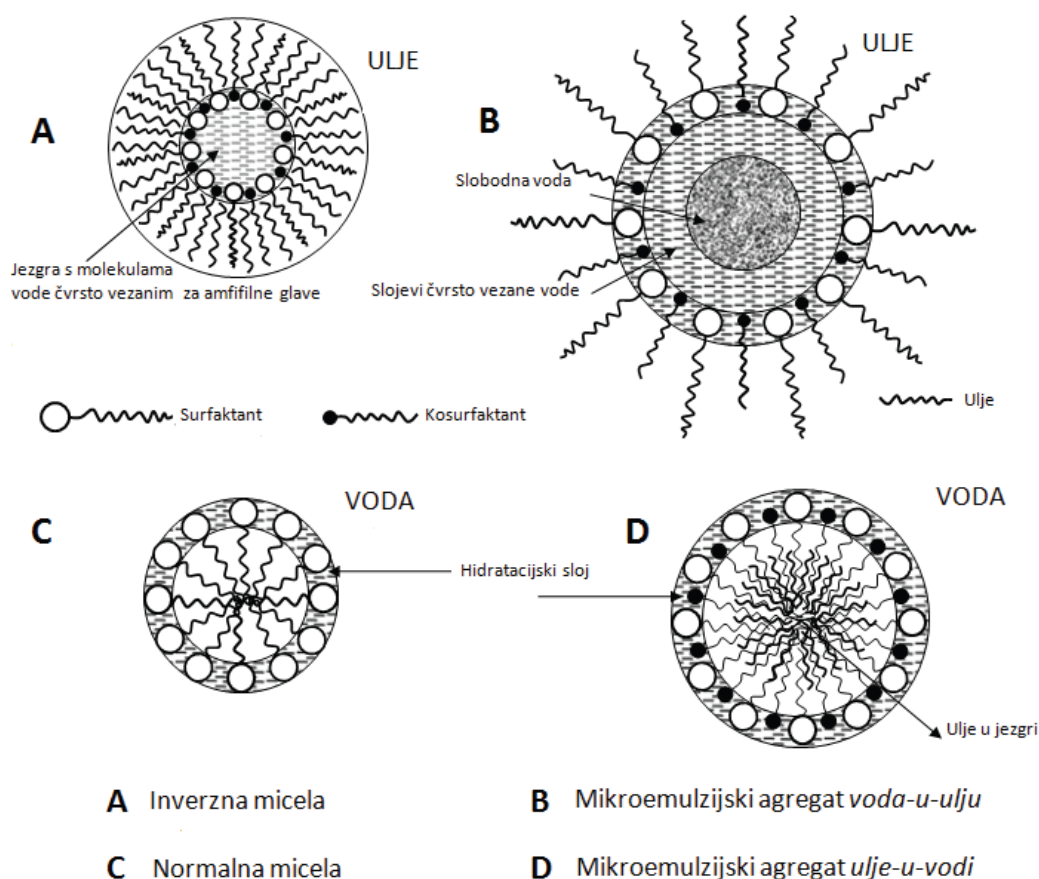 ULJE
A
Jezgra s molekulama
vode čvrsto vezanim za amfifilne glave
ULJE
B
Slobodna voda
Slojevi čvrsto vezane vode
Surfaktant
Kosurfaktant
Ulje
C
VODA
Hidratacijski sloj
D
VODA
Ulje u jezgri
A Inverzna micela
B Mikroemulzijski agregat voda-u-ulju
C Normalna micela
D Mikroemulzijski agregat ulje-u-vodi